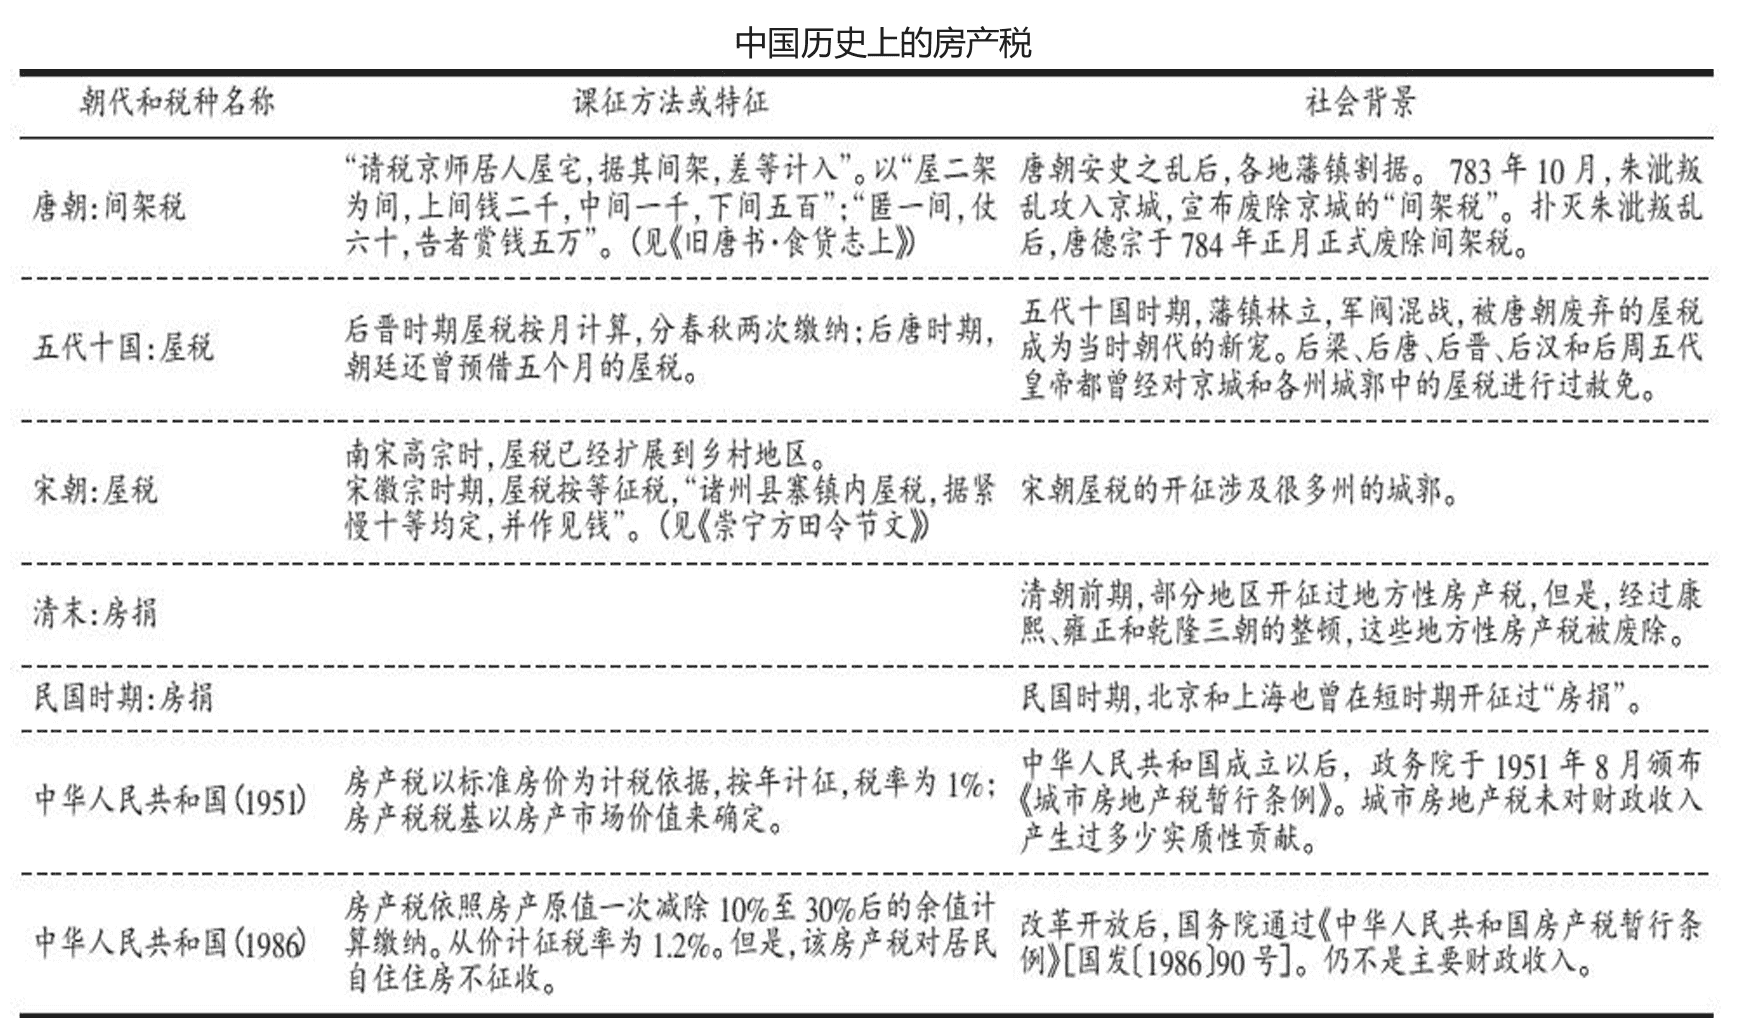 中国历史上的房产税
朝代和税种名称 课征方法或特征 社会背景
唐朝:间架税
“请税京师居人屋宅,据其间架,差等计入”。以“屋二架
为间,上间钱二千,中间一千,下间五百”;“匿一间,仗
六十,告者赏钱五万”。(见《旧唐书·食货志上》)
唐朝安史之乱后,各地藩镇割据。 783 年 10 月,朱泚叛
乱攻入京城,宣布废除京城的“间架税”。扑灭朱泚叛乱
后,唐德宗于 784 年正月正式废除间架税。
五代十国:屋税
后晋时期屋税按月计算,分春秋两次缴纳;后唐时期,
朝廷还曾预借五个月的屋税。
五代十国时期,藩镇林立,军阀混战,被唐朝废弃的屋税
成为当时朝代的新宠。后梁、后唐、后晋、后汉和后周五代
皇帝都曾经对京城和各州城郭中的屋税进行过赦免。
宋朝:屋税
南宋高宗时,屋税已经扩展到乡村地区。
宋徽宗时期,屋税按等征税,“诸州县寨镇内屋税,据紧
慢十等均定,并作见钱”。(见《崇宁方田令节文》)
宋朝屋税的开征涉及很多州的城郭。
清末:房捐
清朝前期,部分地区开征过地方性房产税,但是,经过康
熙、雍正和乾隆三朝的整顿,这些地方性房产税被废除。
民国时期:房捐
民国时期,北京和上海也曾在短时期开征过“房捐”。
中华人民共和国(1951)
房产税以标准房价为计税依据,按年计征,税率为 1%;
房产税税基以房产市场价值来确定。
中华人民共和国成立以后, 政务院于 1951 年 8 月颁布
《城市房地产税暂行条例》。城市房地产税未对财政收入
产生过多少实质性贡献。
中华人民共和国(1986)
房产税依照房产原值一次减除 10%至 30%后的余值计
算缴纳。从价计征税率为 1.2%。但是,该房产税对居民
自住住房不征收。
改革开放后,国务院通过《中华人民共和国房产税暂行条
例》[国发〔1986〕90 号]。仍不是主要财政收入。